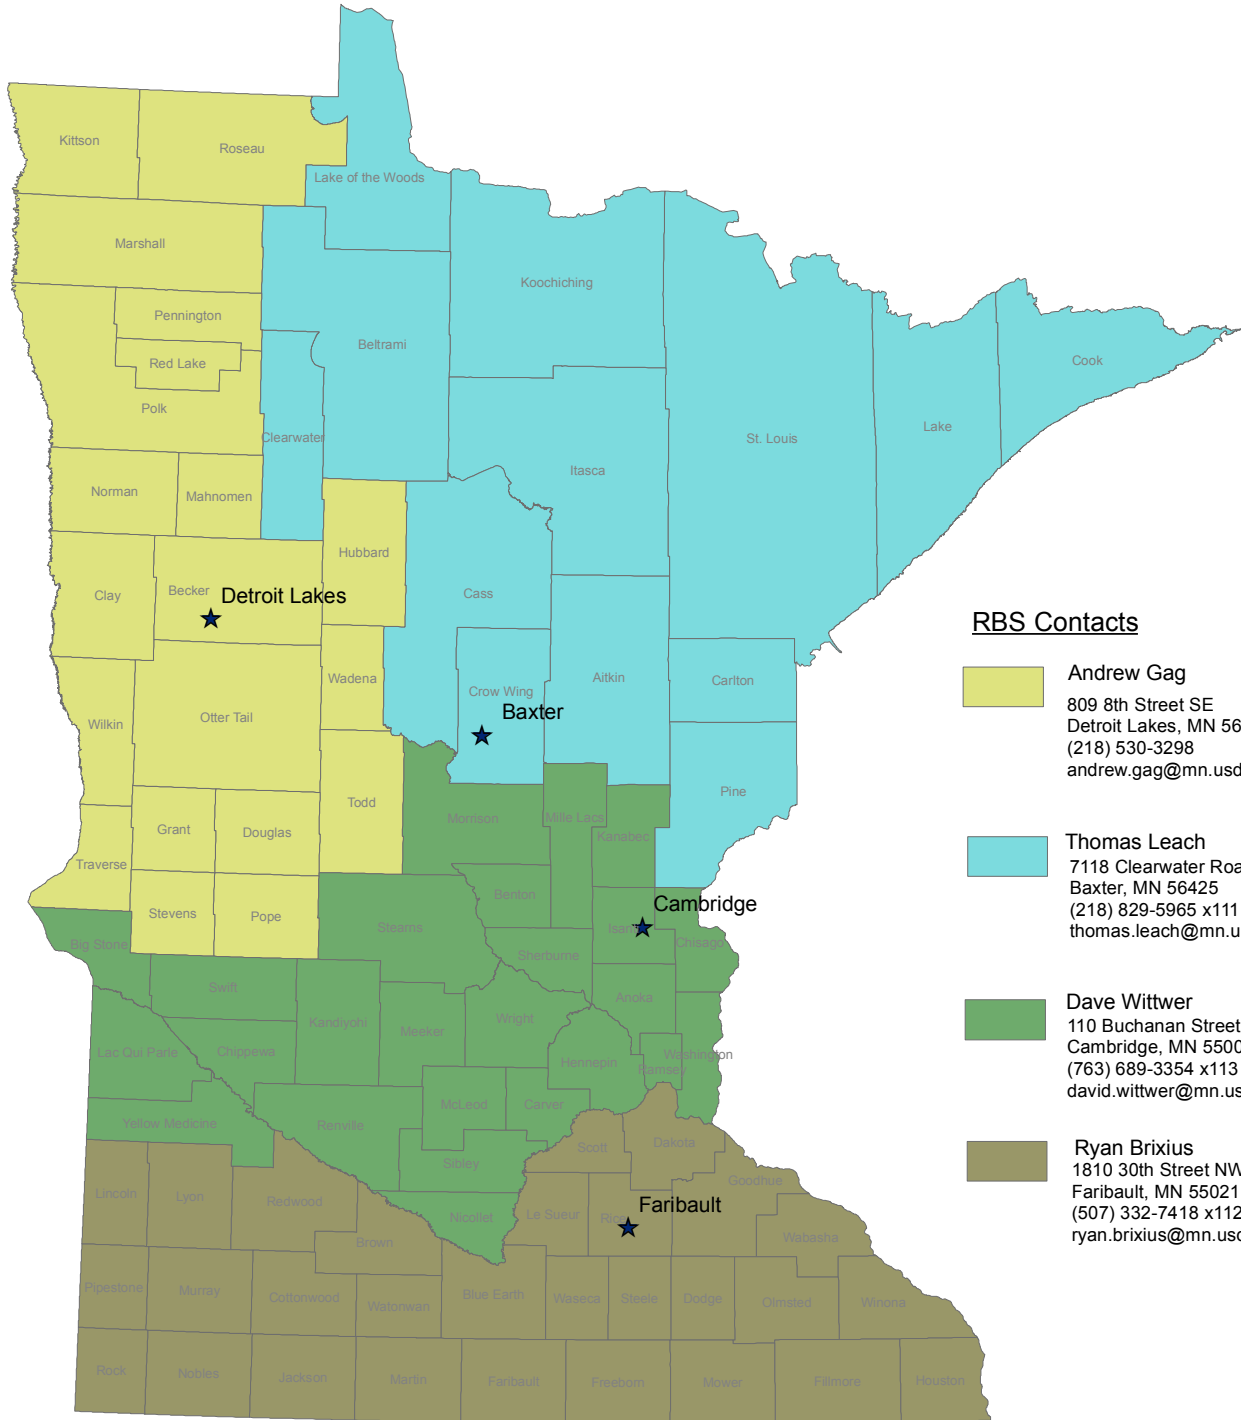 Kittson
Roseau
Lake of the Woods
Marshall
Koochiching
Pennington
Beltrami
Red Lake
Cook
Polk
Clearwater
St. Louis
Lake
Itasca
Norman
Mahnomen
Hubbard
Becker
Detroit Lakes
Clay
Cass
Wadena
Aitkin
Carlton
Crow Wing
Baxter
Otter Tail
Wilkin
Pine
Todd
Morrison
Mille Lacs
Kanabec
Grant
Douglas
Traverse
Benton
Cambridge
Stevens
Pope
Stearns
Isanti
Chisago
Big Stone
Sherburne
Swift
Anoka
Kandiyohi
Meeker
Wright
Lac Qui Parle
Chippewa
Hennepin
Washington
Ramsey
McLeod
Carver
Yellow Medicine
Renville
Scott
Dakota
Sibley
Goodhue
Lincoln
Lyon
Redwood
Nicollet
Le Sueur
Rice
Faribault
Brown
Wabasha
Pipestone
Murray
Cottonwood
Watonwan
Blue Earth
Waseca
Steele
Dodge
Olmsted
Winona
Rock
Nobles
Jackson
Martin
Faribault
Freeborn
Mower
Fillmore
Houston
RBS Contacts
Andrew Gag
809 8th Street SE
Detroit Lakes, MN 56
(218) 530-3298
andrew.gag@mn.usd
Thomas Leach
7118 Clearwater Roa
Baxter, MN 56425
(218) 829-5965 x111
thomas.leach@mn.u
Dave Wittwer
110 Buchanan Street
Cambridge, MN 5500
(763) 689-3354 x113
david.wittwer@mn.us
Ryan Brixius
1810 30th Street NW
Faribault, MN 55021
(507) 332-7418 x112
ryan.brixius@mn.usd